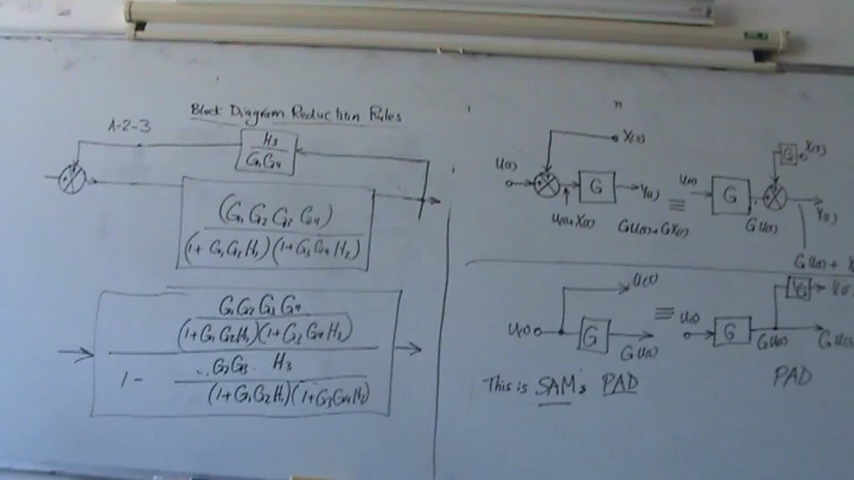 Block Diagram Reduction Rules
1-2-3
H3
G1G4
(G1 G2 G3 G4)
(1+G1G2H1)(1+G3G4H2)
G1G2G3G4
(1+G1G2H1)(1+G3G4H2)
1 - G2G3 H3
(1+G1G2H1)(1+G3G4H2)
X(s)
U(s)
G
Y(s)
U(s)+X(s)
GU(s)+GX(s)
≡
U(s)
G
GU(s)
G
X(s)
Y(s)
GU(s) +
U(s)
U(s)
G
GU(s)
≡
U(s)
G
GU(s)
1/G
U(s)
GU(s)
This is SAM's PAD
PAD